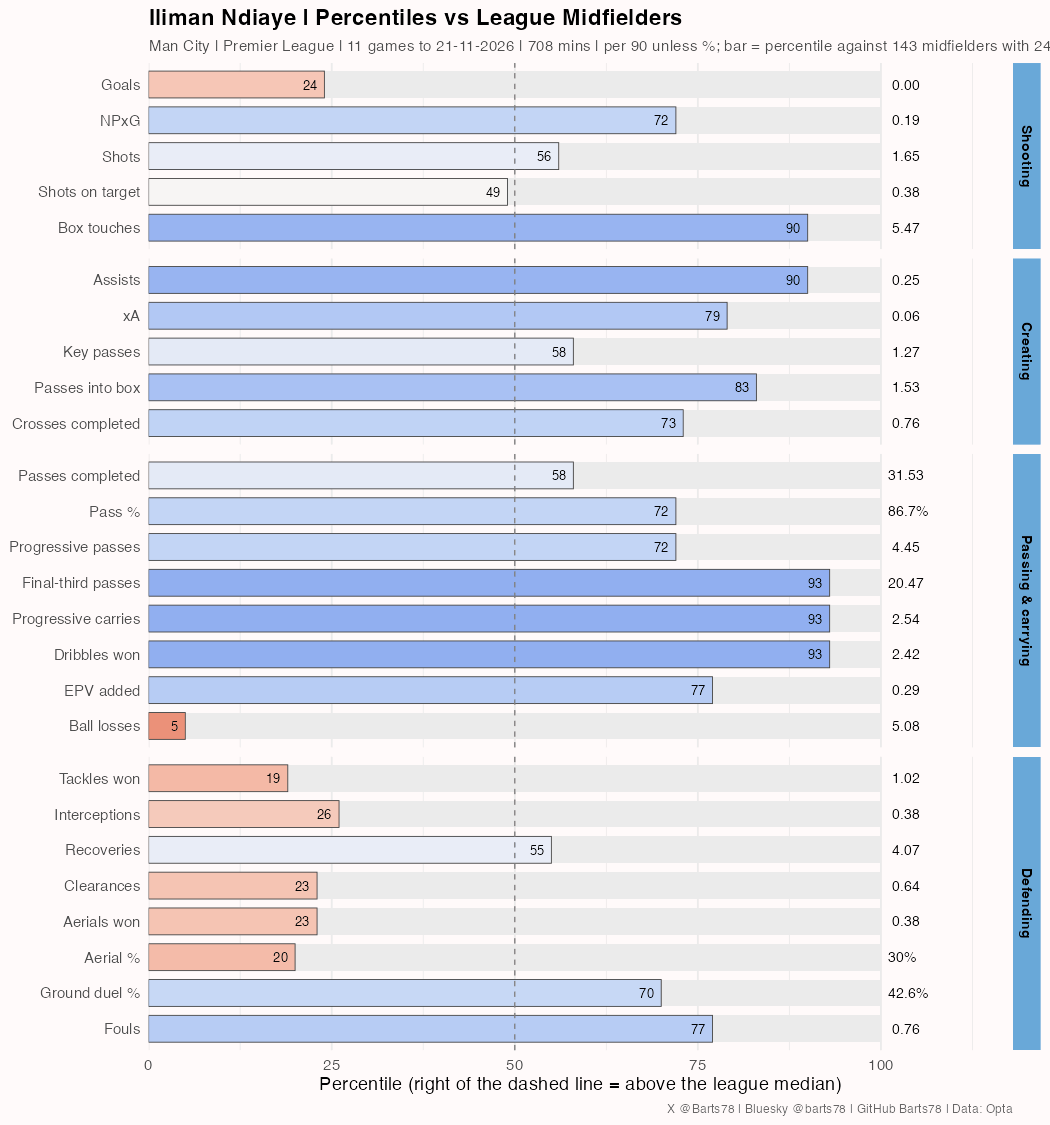 Iliman Ndiaye | Percentiles vs League Midfielders
Man City | Premier League | 11 games to 21-11-2026 | 708 mins | per 90 unless %; bar = percentile against 143 midfielders with 24
Goals 24 0.00
NPxG 72 0.19
Shots 56 1.65
Shots on target 49 0.38
Box touches 90 5.47
Shooting
Assists 90 0.25
xA 79 0.06
Key passes 58 1.27
Passes into box 83 1.53
Crosses completed 73 0.76
Creating
Passes completed 58 31.53
Pass % 72 86.7%
Progressive passes 72 4.45
Final-third passes 93 20.47
Progressive carries 93 2.54
Dribbles won 93 2.42
EPV added 77 0.29
Ball losses 5 5.08
Passing & carrying
Tackles won 19 1.02
Interceptions 26 0.38
Recoveries 55 4.07
Clearances 23 0.64
Aerials won 23 0.38
Aerial % 20 30%
Ground duel % 70 42.6%
Fouls 77 0.76
Defending
0 25 50 75 100
Percentile (right of the dashed line = above the league median)
X @Barts78 | Bluesky @barts78 | GitHub Barts78 | Data: Opta